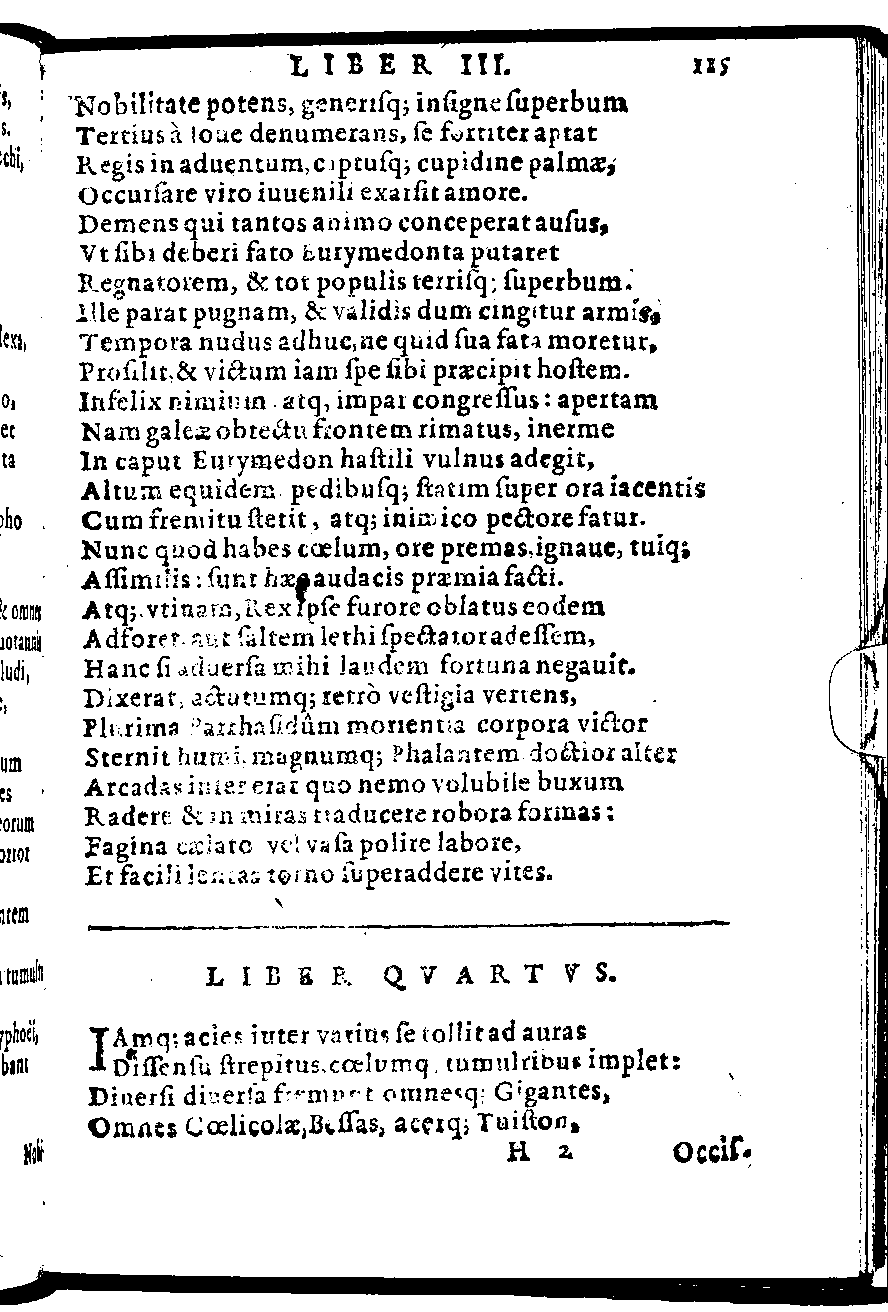 LIBER III. 115
Nobilitate potens, generiſq; inſigne ſuperbum
Tertius à Ioue denumerans, ſe fortiter aptat
Regis in aduentum, captuſq; cupidine palmæ,
Occurſare viro iuuenili exarſit amore.
Demens qui tantos animo conceperat auſus,
Vt ſibi deberi fato Eurymedonta putaret
Regnatorem, & tot populis terriſq; ſuperbum.
Ille parat pugnam, & validis dum cingitur armis,
Tempora nudus adhuc, ne quid ſua fata moretur,
Proſilit, & victum iam ſpe ſibi præcipit hoſtem.
Infelix nimium atq, impar congreſſus: apertam
Nam galeæ obtectu frontem rimatus, inerme
In caput Eurymedon haſtili vulnus adegit,
Altum equidem pedibuſq; ſtatim ſuper ora iacentis
Cum fremitu ſtetit, atq; inimico pectore fatur.
Nunc quod habes cœlum, ore premas, ignaue, tuiq;
Aſſimilis: ſunt hæc audacis præmia facti.
Atq; vtinam, Rex ipſe furore oblatus eodem
Adforet, aut ſaltem lethi ſpectator adeſſem,
Hanc ſi aduerſa mihi laudem fortuna negauit.
Dixerat, actutumq; retrò veſtigia vertens,
Plurima Parrhaſidûm morientia corpora victor
Sternit humi, magnumq; Phalantem doctior alter
Arcadas inter erat quo nemo volubile buxum
Radere & in miras traducere robora formas:
Fagina cælato vel vaſa polire labore,
Et facili lentas torno ſuperaddere vites.
LIBER QVARTVS.
IAmq; acies inter varius ſe tollit ad auras
Diſſenſu ſtrepitus, cœlumq, tumultibus implet:
Diuerſi diuerſa fremunt omneſq; Gigantes,
Omnes Cœlicolæ, Beſſas, acerq; Tuiſton,
H 2 Occiſ.